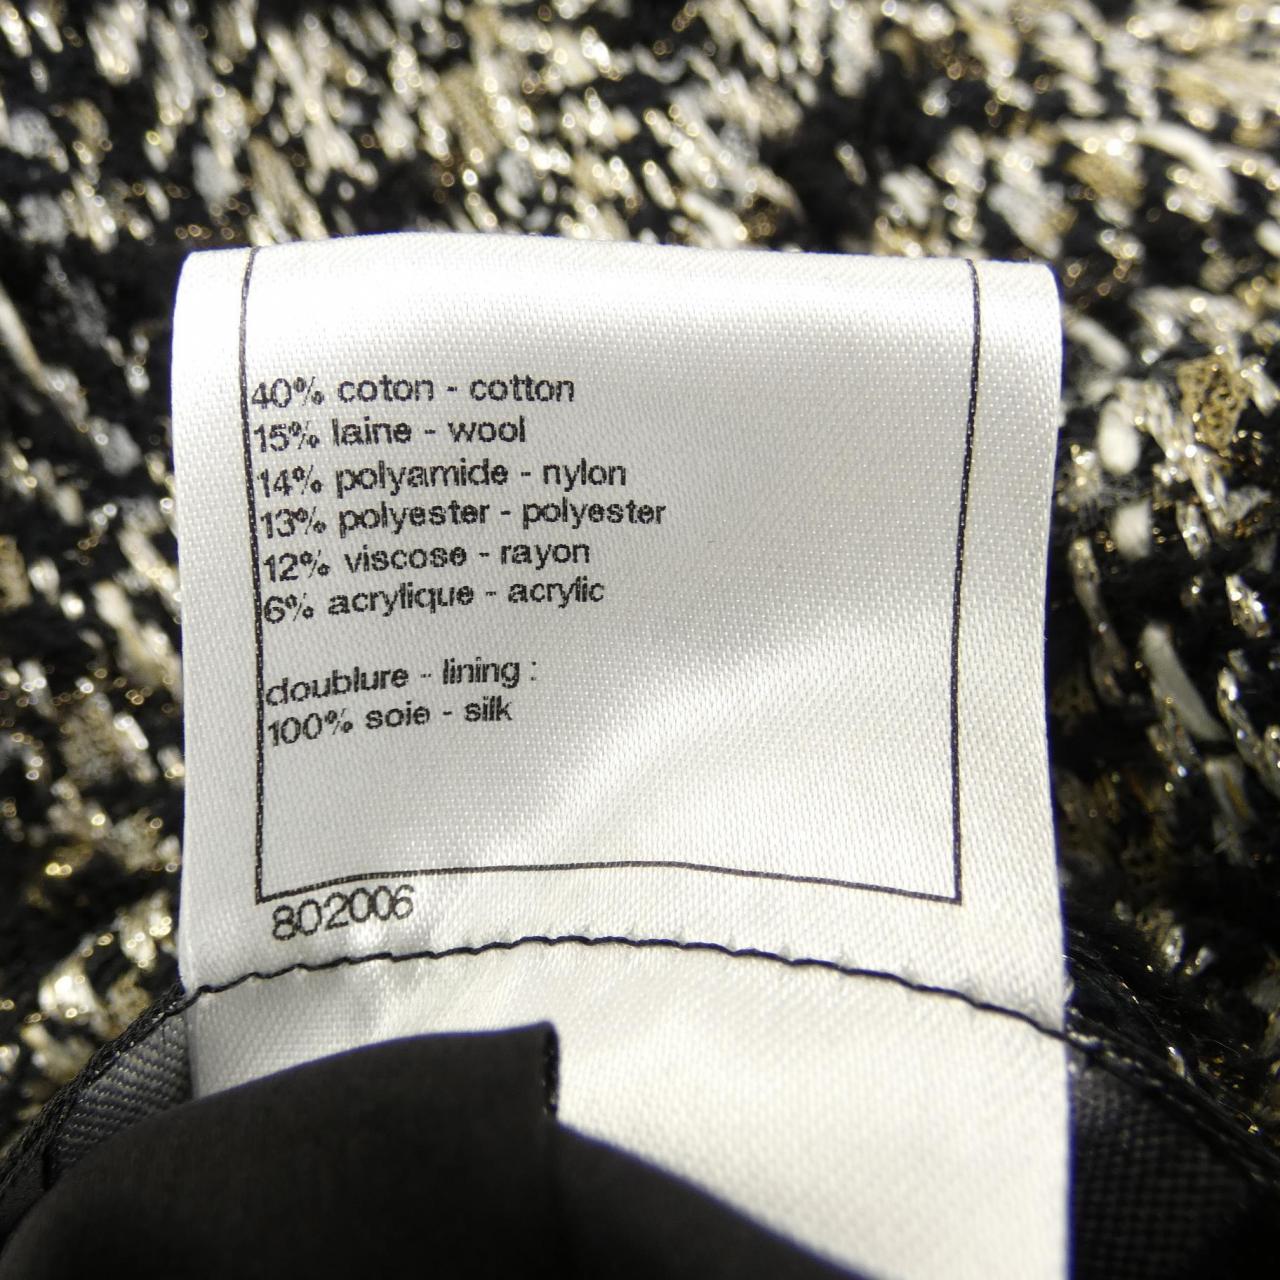 40% coton - cotton
15% laine - wool
14% polyamide - nylon
13% polyester - polyester
12% viscose - rayon
6% acrylique - acrylic
doublure - lining :
100% soie - silk
802006